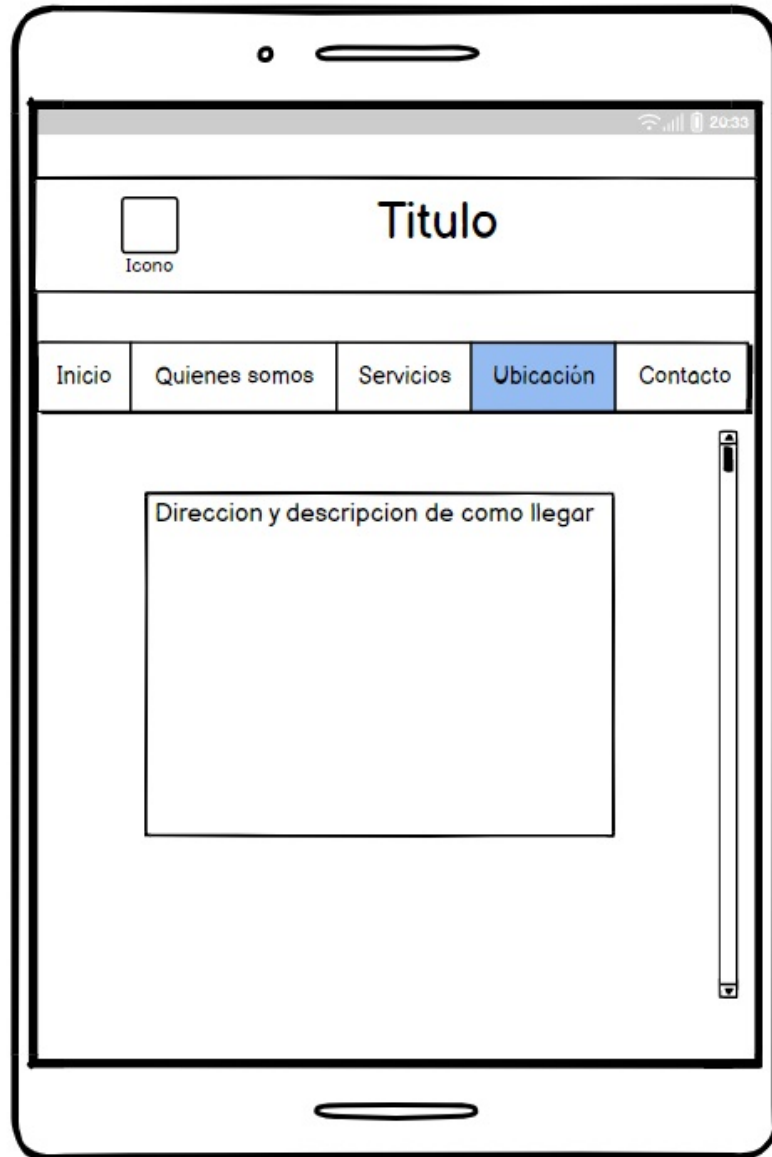 20:33
Titulo
Icono
Inicio Quienes somos Servicios Ubicación Contacto
Direccion y descripcion de como llegar